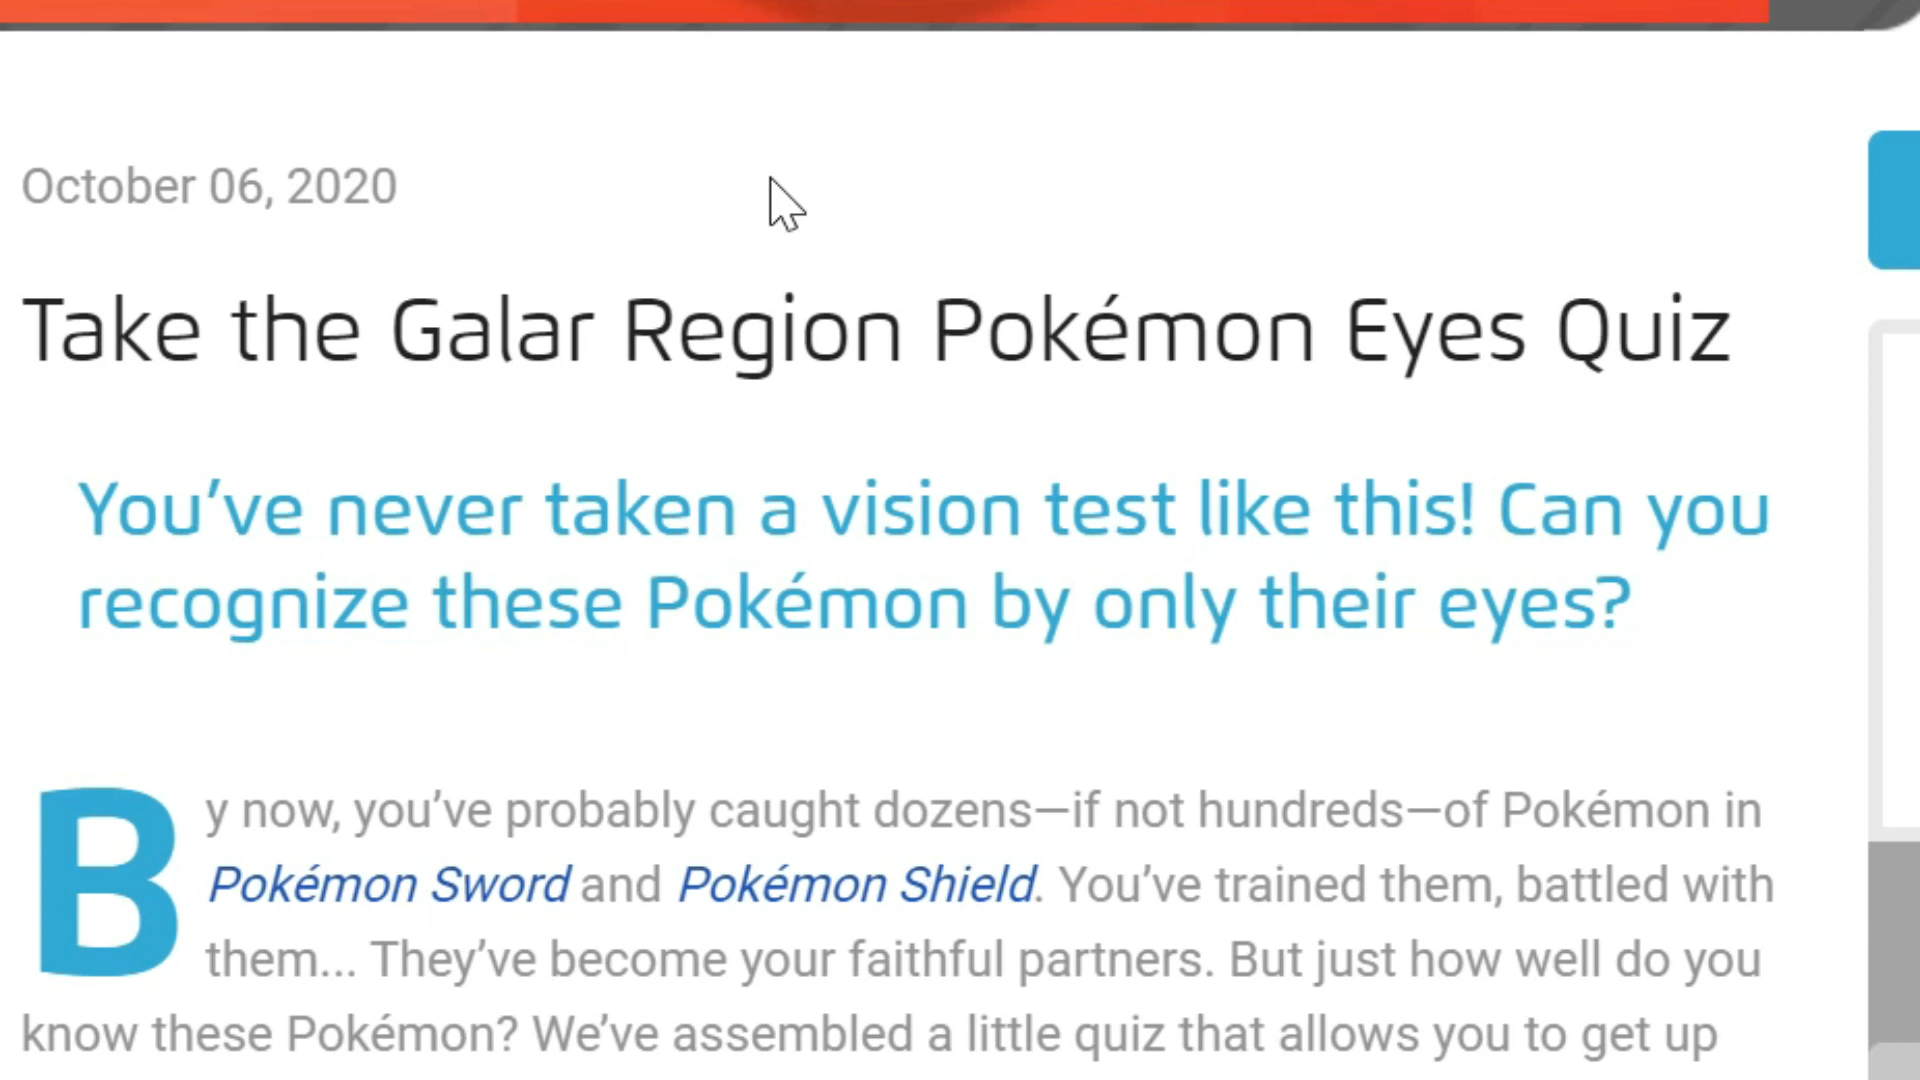 October 06, 2020
Take the Galar Region Pokémon Eyes Quiz
You’ve never taken a vision test like this! Can you
recognize these Pokémon by only their eyes?
By now, you’ve probably caught dozens—if not hundreds—of Pokémon in
Pokémon Sword and Pokémon Shield. You’ve trained them, battled with
them... They’ve become your faithful partners. But just how well do you
know these Pokémon? We’ve assembled a little quiz that allows you to get up